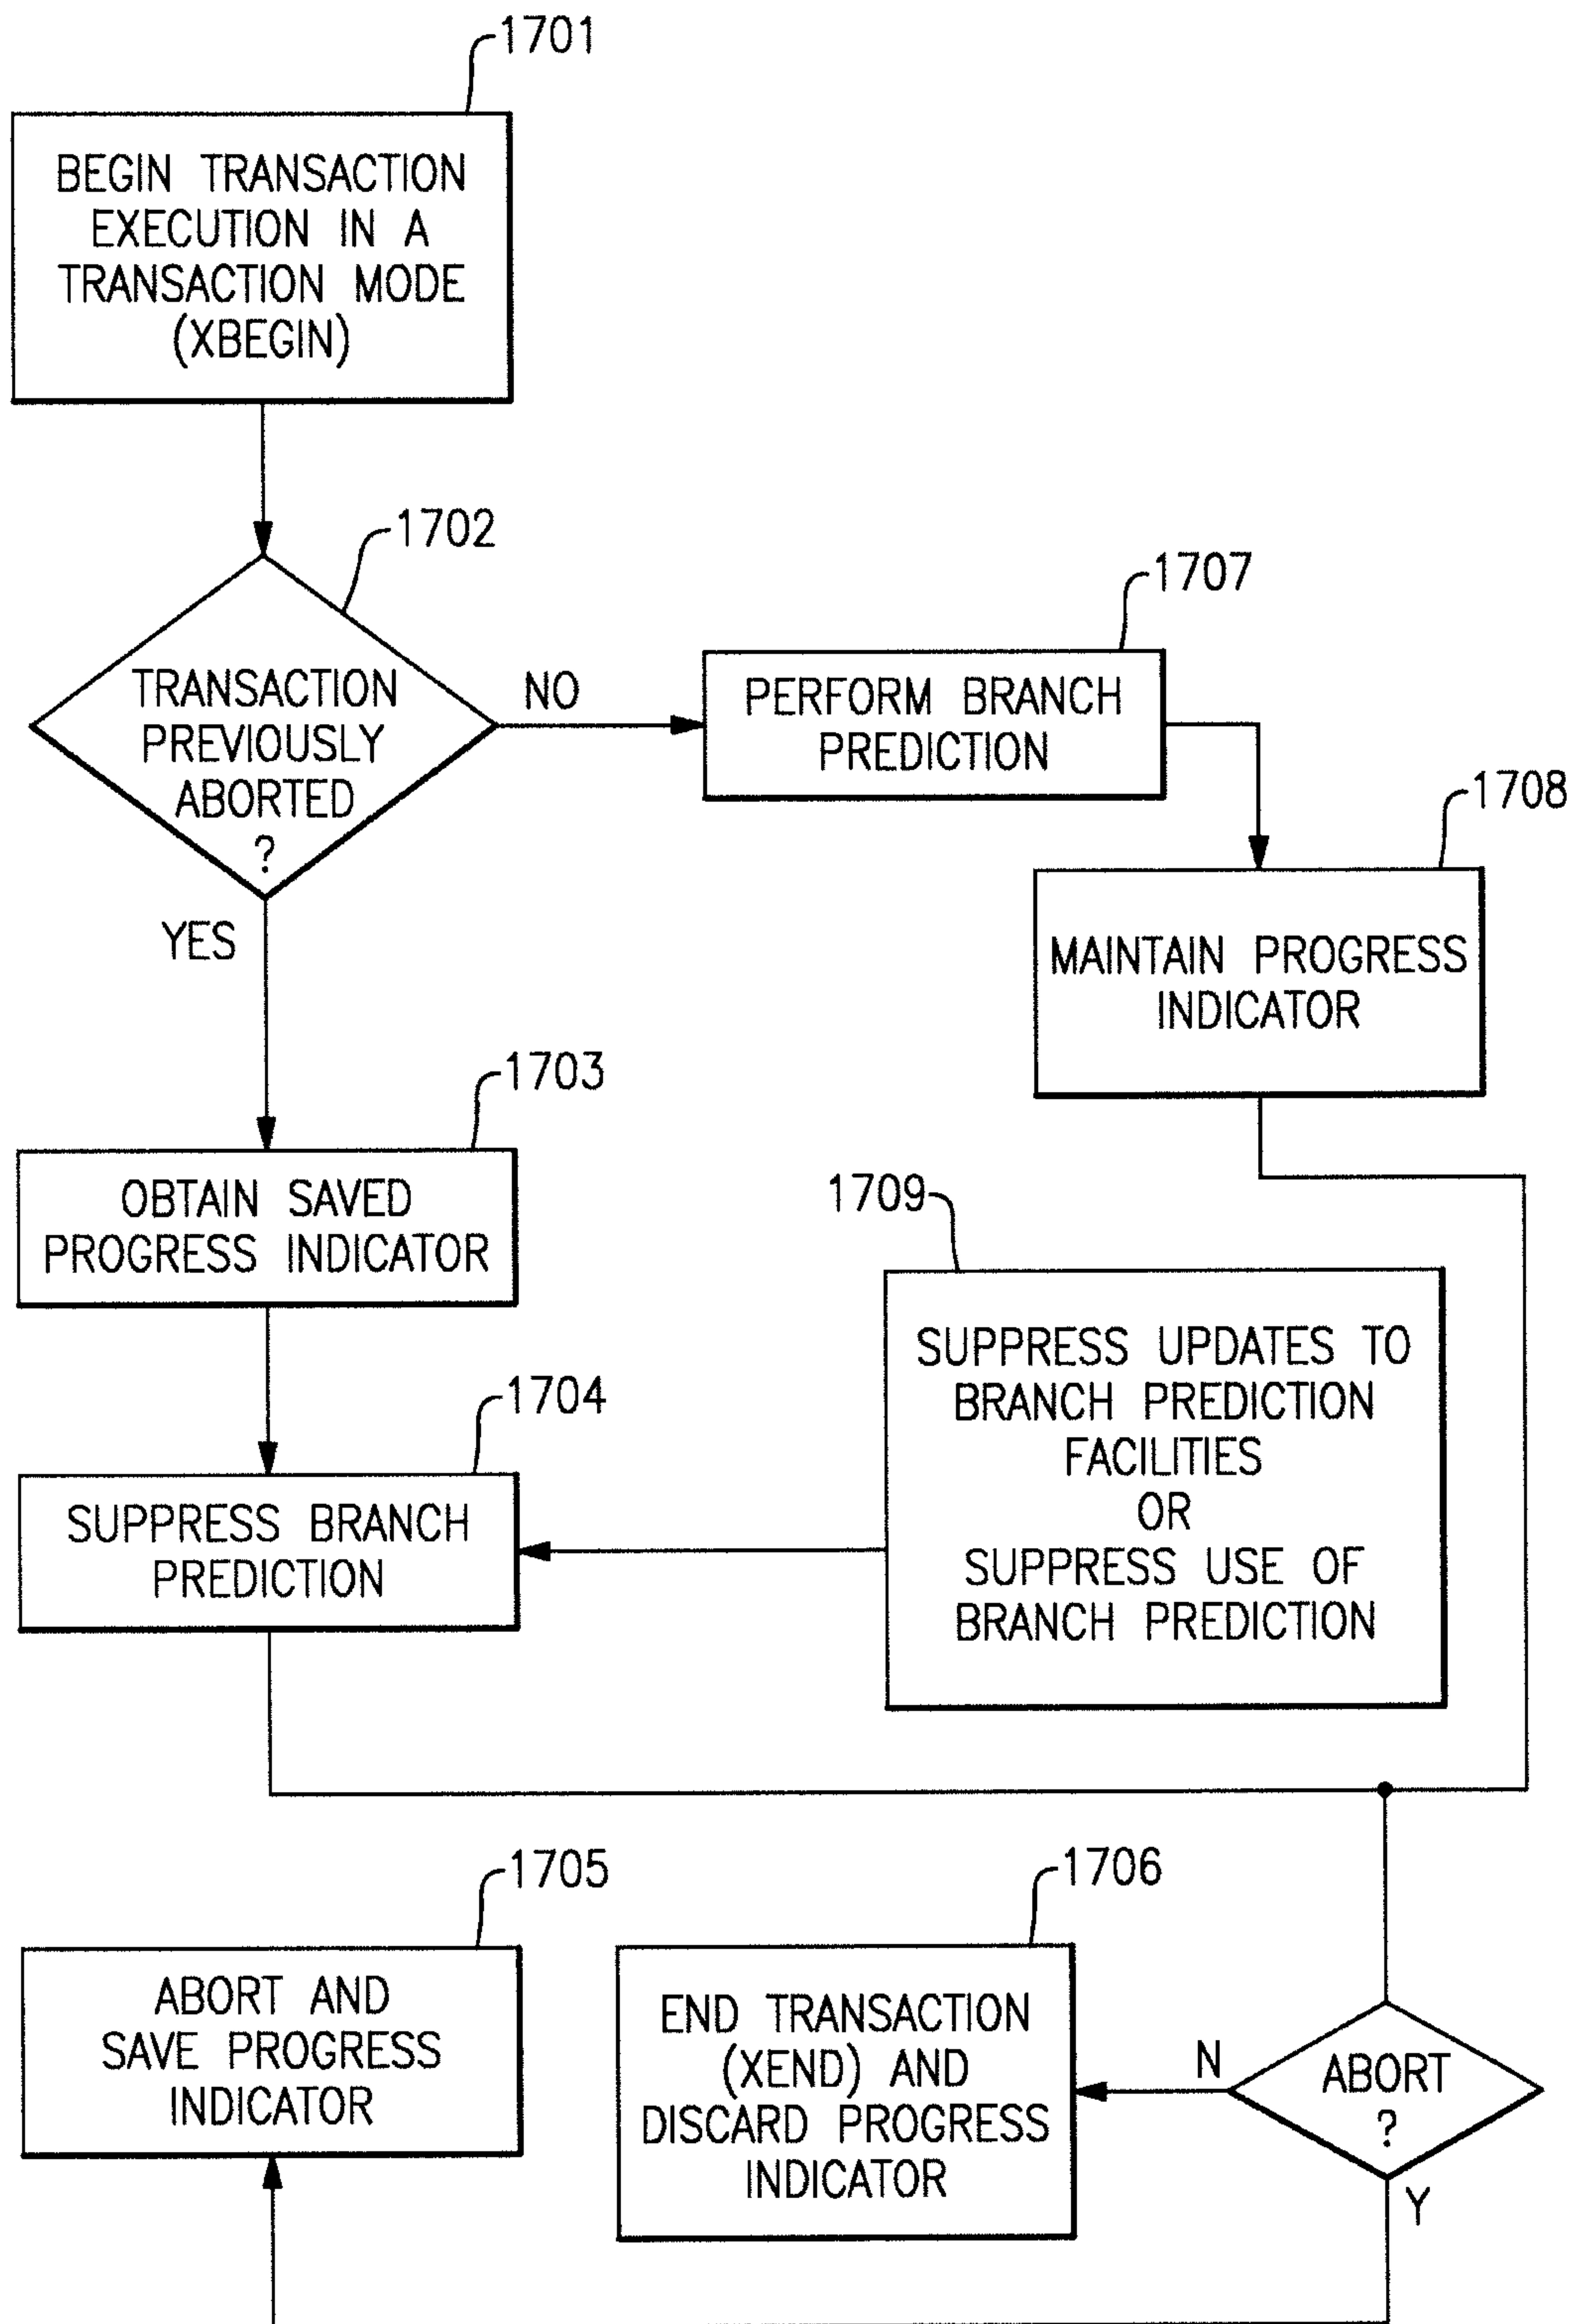 1701
BEGIN TRANSACTION
EXECUTION IN A
TRANSACTION MODE
(XBEGIN)
1702
TRANSACTION
PREVIOUSLY
ABORTED
?
NO
YES
1707
PERFORM BRANCH
PREDICTION
1708
MAINTAIN PROGRESS
INDICATOR
1703
OBTAIN SAVED
PROGRESS INDICATOR
1704
SUPPRESS BRANCH
PREDICTION
1709
SUPPRESS UPDATES TO
BRANCH PREDICTION
FACILITIES
OR
SUPPRESS USE OF
BRANCH PREDICTION
1705
ABORT AND
SAVE PROGRESS
INDICATOR
1706
END TRANSACTION
(XEND) AND
DISCARD PROGRESS
INDICATOR
N
ABORT
?
Y